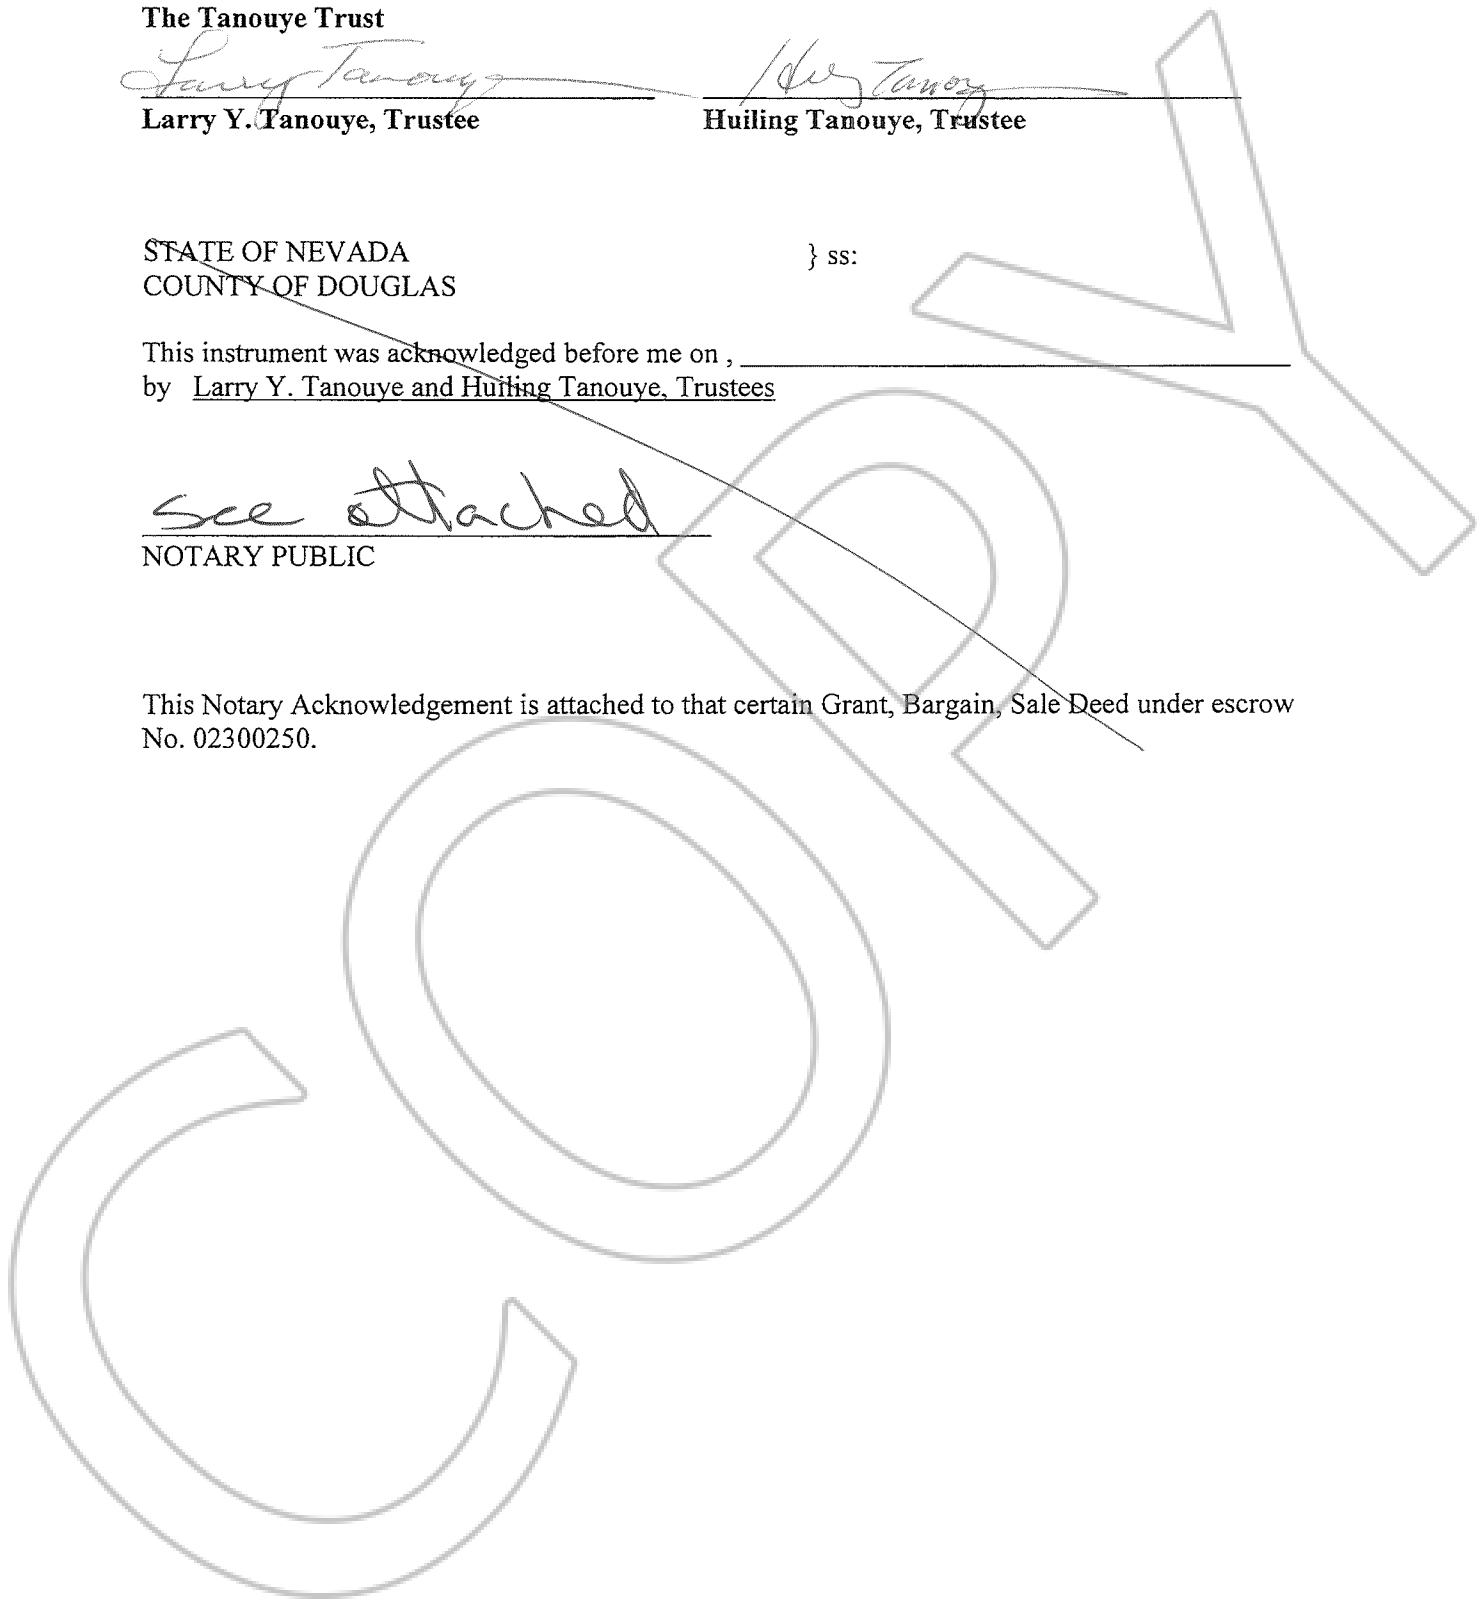 The Tanouye Trust
Larry Tanouye
Larry Y. Tanouye, Trustee
Huiling Tanouye, Trustee
STATE OF NEVADA } ss:
COUNTY OF DOUGLAS
This instrument was acknowledged before me on ,
by Larry Y. Tanouye and Huiling Tanouye, Trustees
see attached
NOTARY PUBLIC
This Notary Acknowledgement is attached to that certain Grant, Bargain, Sale Deed under escrow
No. 02300250.
COPY